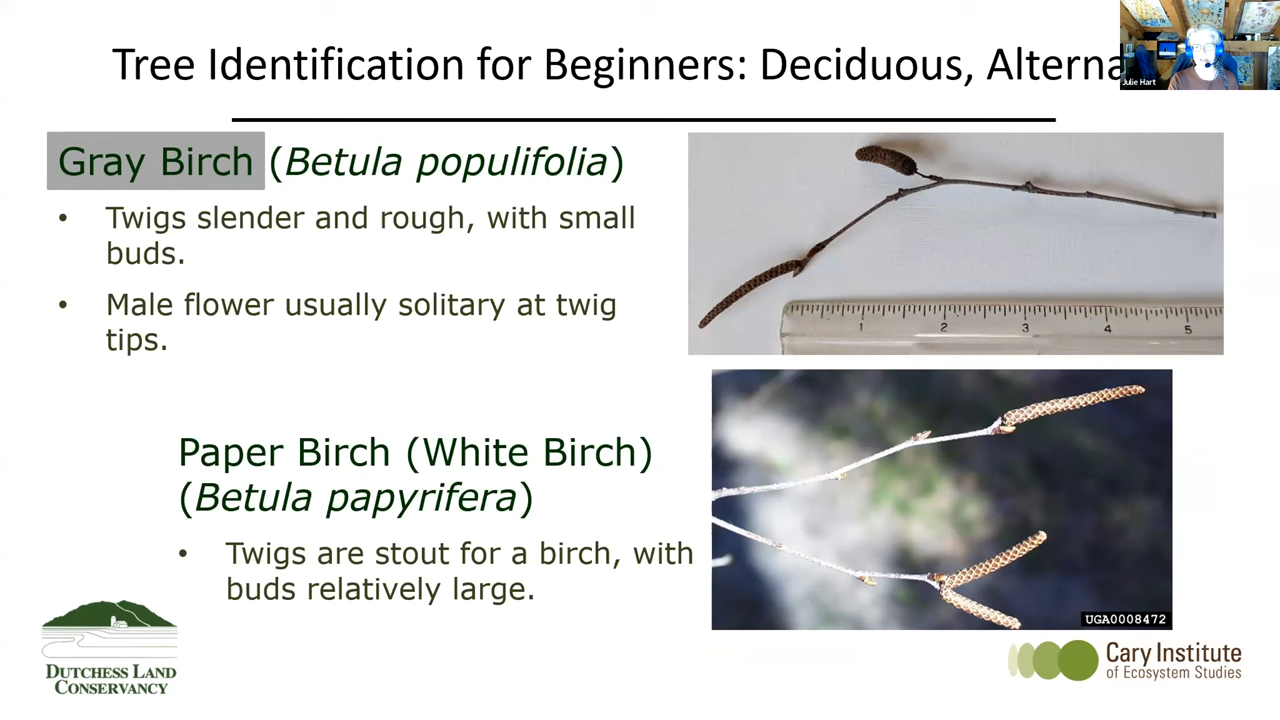 Tree Identification for Beginners: Deciduous, Alterna
Julie Hart
Gray Birch (Betula populifolia)
• Twigs slender and rough, with small
buds.
• Male flower usually solitary at twig
tips.
1 2 3 4 5
Paper Birch (White Birch)
(Betula papyrifera)
• Twigs are stout for a birch, with
buds relatively large.
UGA0008472
DUTCHESS LAND
CONSERVANCY
Cary Institute
of Ecosystem Studies